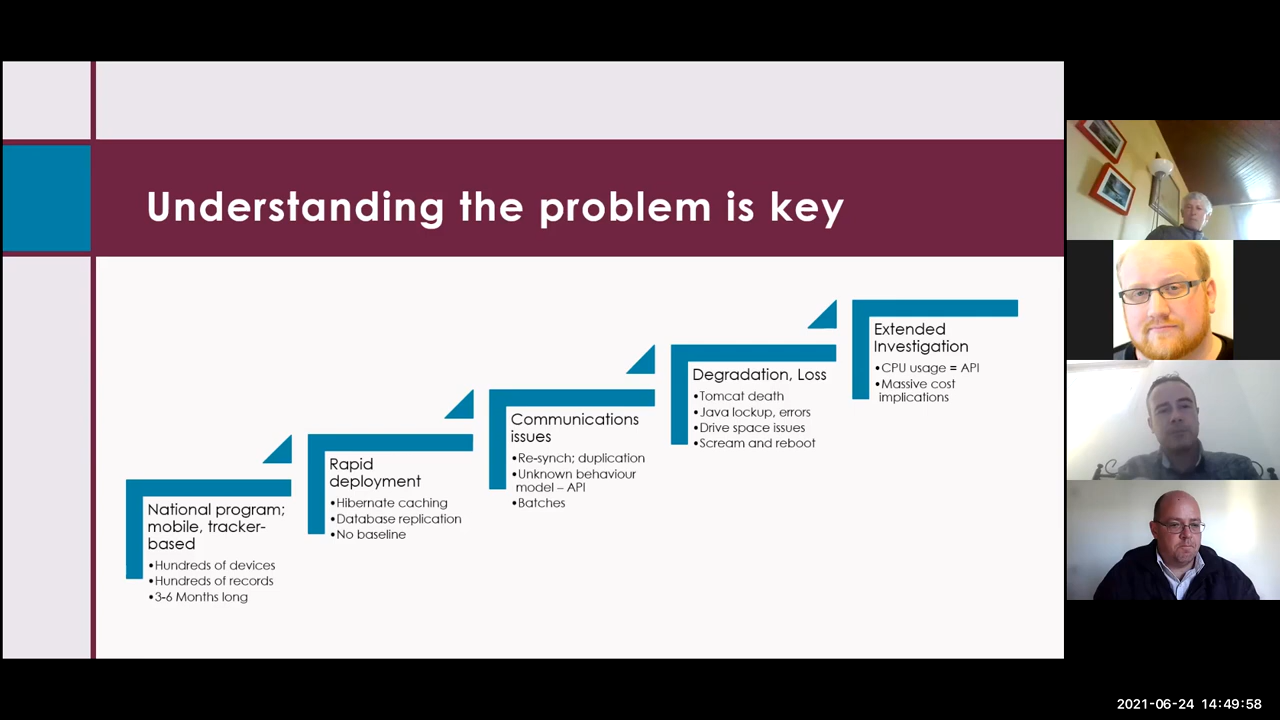 Understanding the problem is key
National program;
mobile, tracker-
based
•Hundreds of devices
•Hundreds of records
•3-6 Months long
Rapid
deployment
•Hibernate caching
•Database replication
•No baseline
Communications
issues
•Re-synch; duplication
•Unknown behaviour
model – API
•Batches
Degradation, Loss
•Tomcat death
•Java lockup, errors
•Drive space issues
•Scream and reboot
Extended
Investigation
•CPU usage = API
•Massive cost
implications
2021-06-24 14:49:58